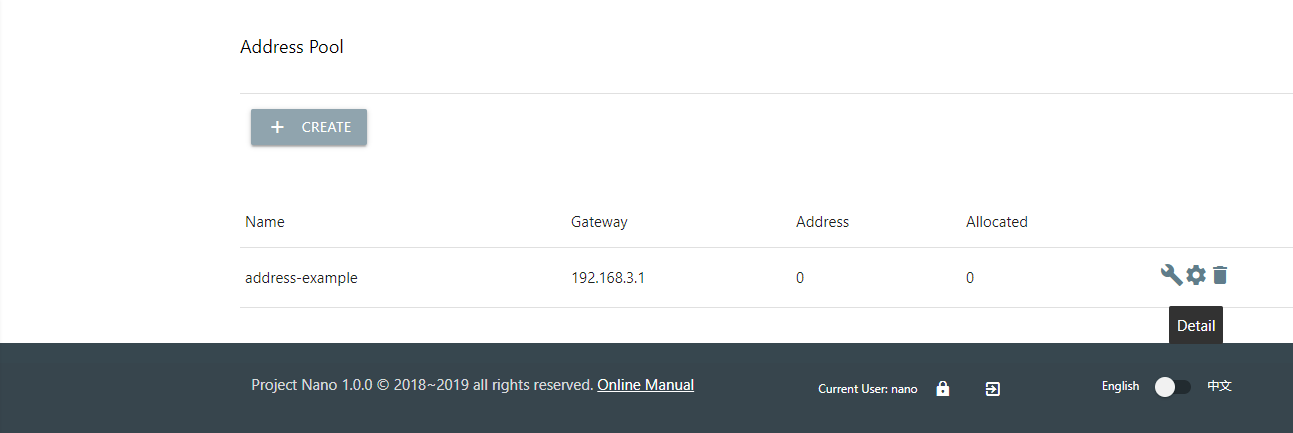 Address Pool
+ CREATE
Name Gateway Address Allocated
address-example 192.168.3.1 0 0
Detail
Project Nano 1.0.0 © 2018~2019 all rights reserved. Online Manual Current User: nano English 中文